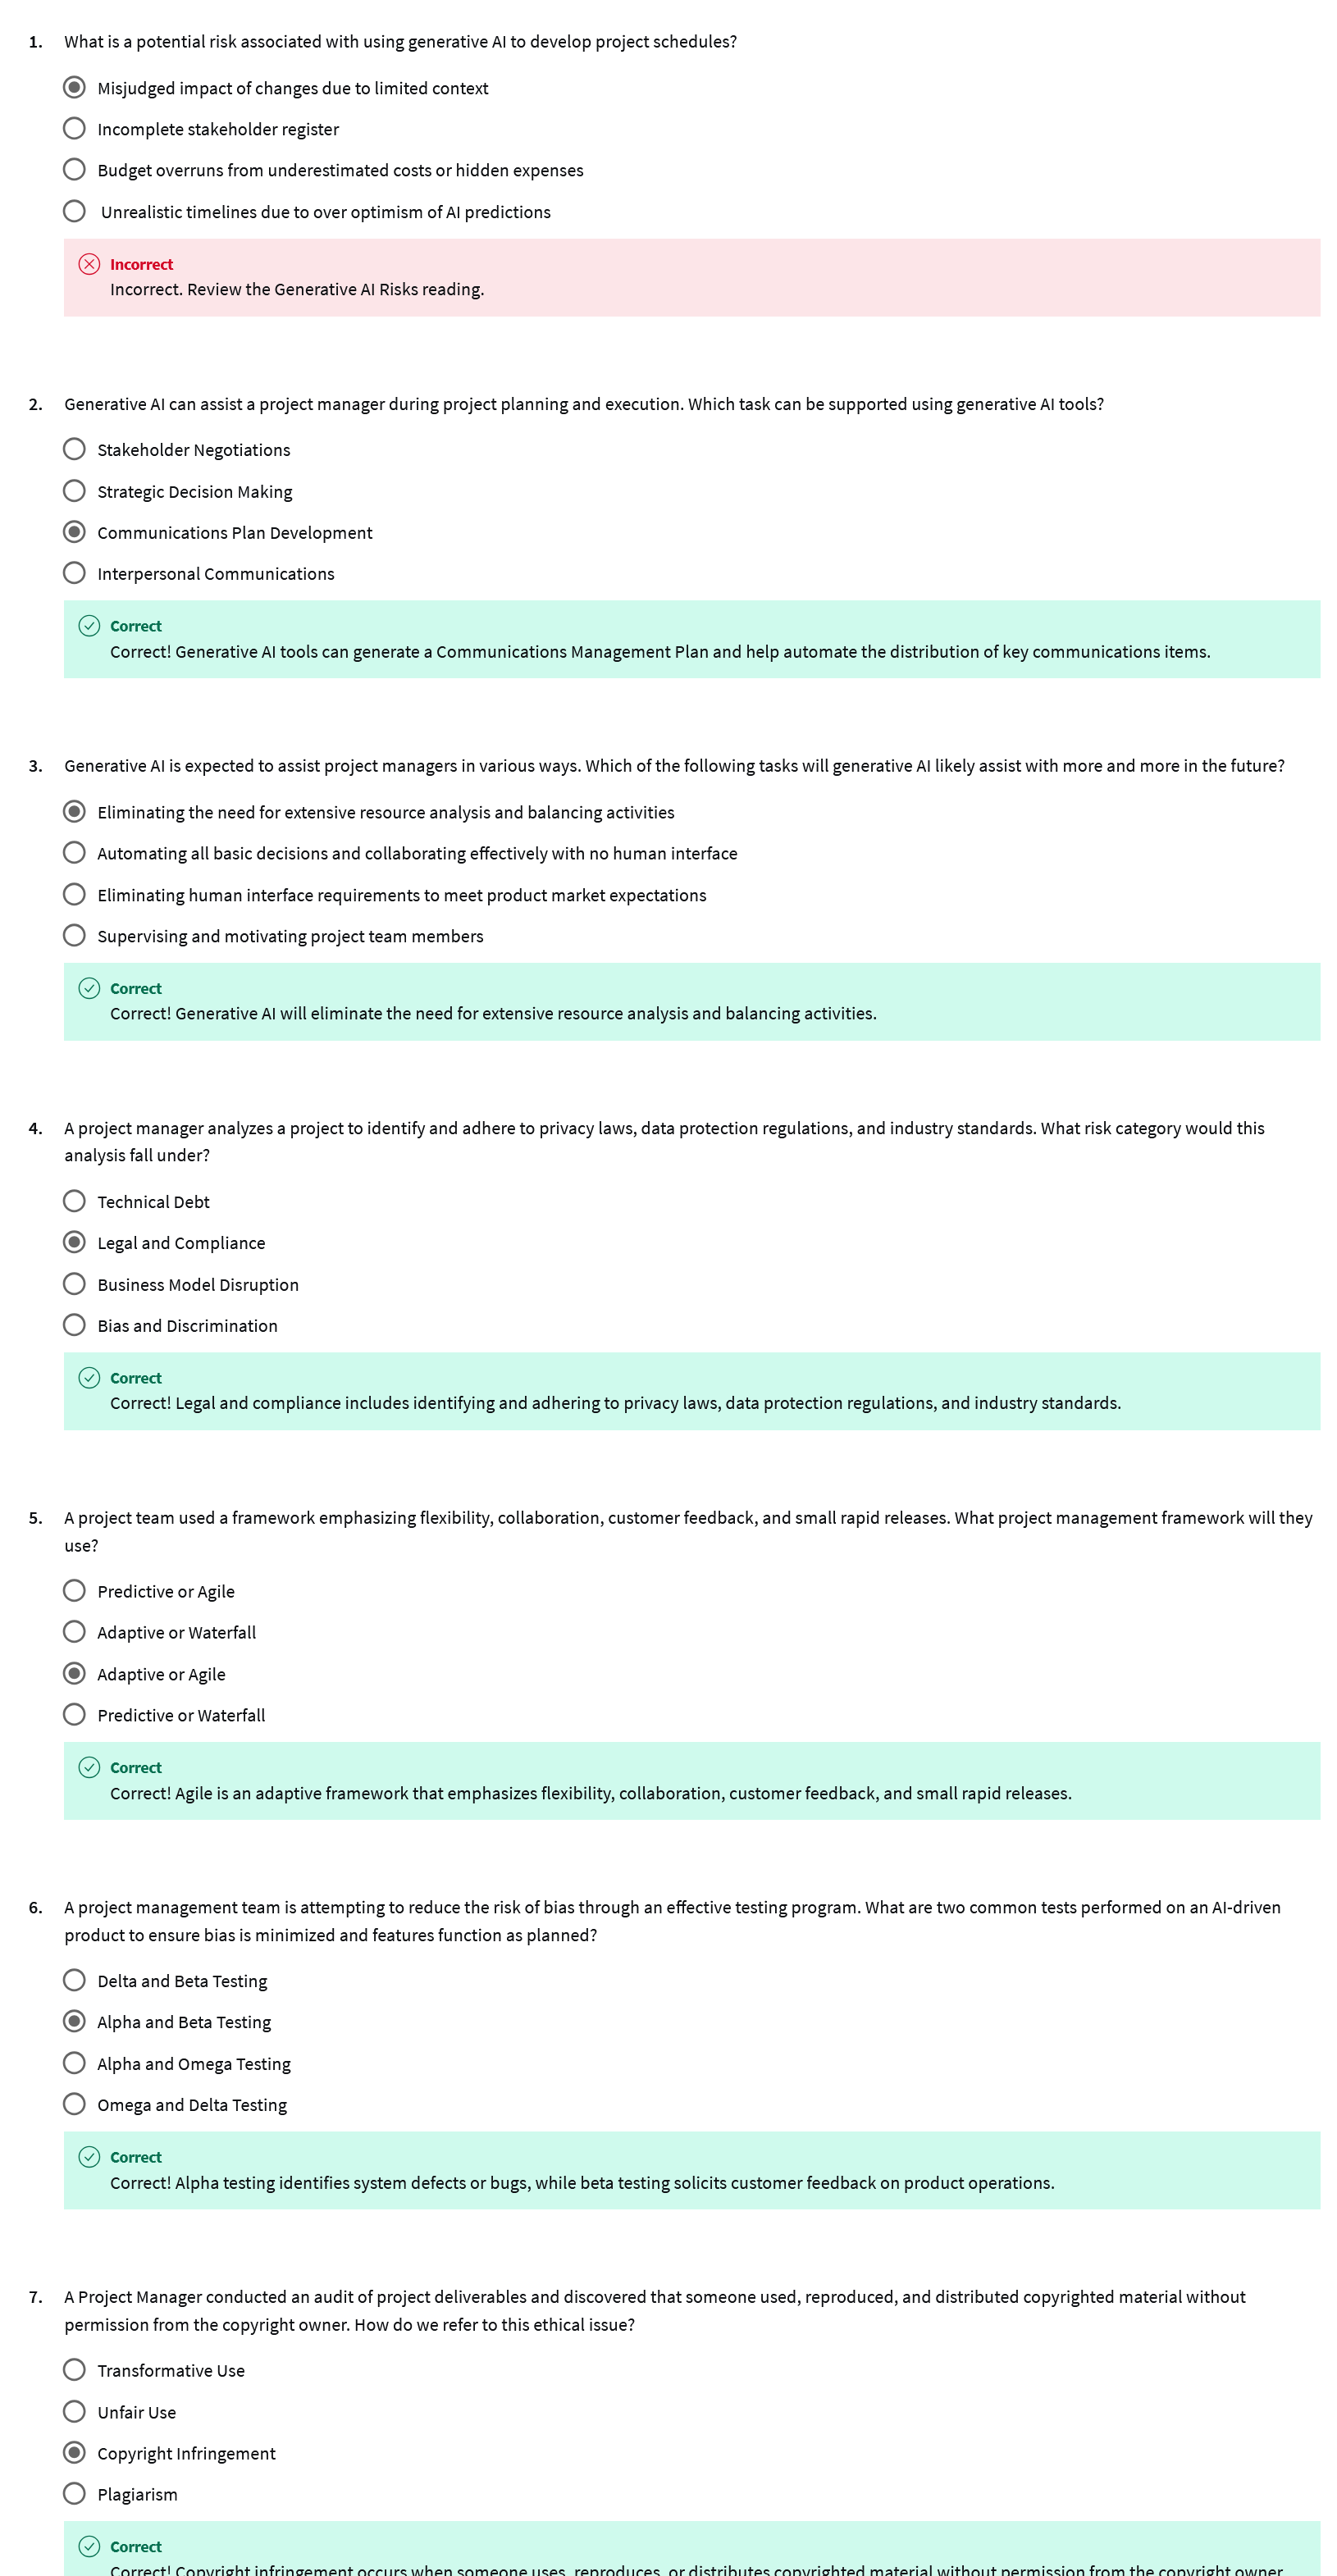 1. What is a potential risk associated with using generative AI to develop project schedules?
Misjudged impact of changes due to limited context
Incomplete stakeholder register
Budget overruns from underestimated costs or hidden expenses
Unrealistic timelines due to over optimism of AI predictions
Incorrect
Incorrect. Review the Generative AI Risks reading.
2. Generative AI can assist a project manager during project planning and execution. Which task can be supported using generative AI tools?
Stakeholder Negotiations
Strategic Decision Making
Communications Plan Development
Interpersonal Communications
Correct
Correct! Generative AI tools can generate a Communications Management Plan and help automate the distribution of key communications items.
3. Generative AI is expected to assist project managers in various ways. Which of the following tasks will generative AI likely assist with more and more in the future?
Eliminating the need for extensive resource analysis and balancing activities
Automating all basic decisions and collaborating effectively with no human interface
Eliminating human interface requirements to meet product market expectations
Supervising and motivating project team members
Correct
Correct! Generative AI will eliminate the need for extensive resource analysis and balancing activities.
4. A project manager analyzes a project to identify and adhere to privacy laws, data protection regulations, and industry standards. What risk category would this
analysis fall under?
Technical Debt
Legal and Compliance
Business Model Disruption
Bias and Discrimination
Correct
Correct! Legal and compliance includes identifying and adhering to privacy laws, data protection regulations, and industry standards.
5. A project team used a framework emphasizing flexibility, collaboration, customer feedback, and small rapid releases. What project management framework will they
use?
Predictive or Agile
Adaptive or Waterfall
Adaptive or Agile
Predictive or Waterfall
Correct
Correct! Agile is an adaptive framework that emphasizes flexibility, collaboration, customer feedback, and small rapid releases.
6. A project management team is attempting to reduce the risk of bias through an effective testing program. What are two common tests performed on an AI-driven
product to ensure bias is minimized and features function as planned?
Delta and Beta Testing
Alpha and Beta Testing
Alpha and Omega Testing
Omega and Delta Testing
Correct
Correct! Alpha testing identifies system defects or bugs, while beta testing solicits customer feedback on product operations.
7. A Project Manager conducted an audit of project deliverables and discovered that someone used, reproduced, and distributed copyrighted material without
permission from the copyright owner. How do we refer to this ethical issue?
Transformative Use
Unfair Use
Copyright Infringement
Plagiarism
Correct
Correct! Copyright infringement occurs when someone uses, reproduces, or distributes copyrighted material without permission from the copyright owner.